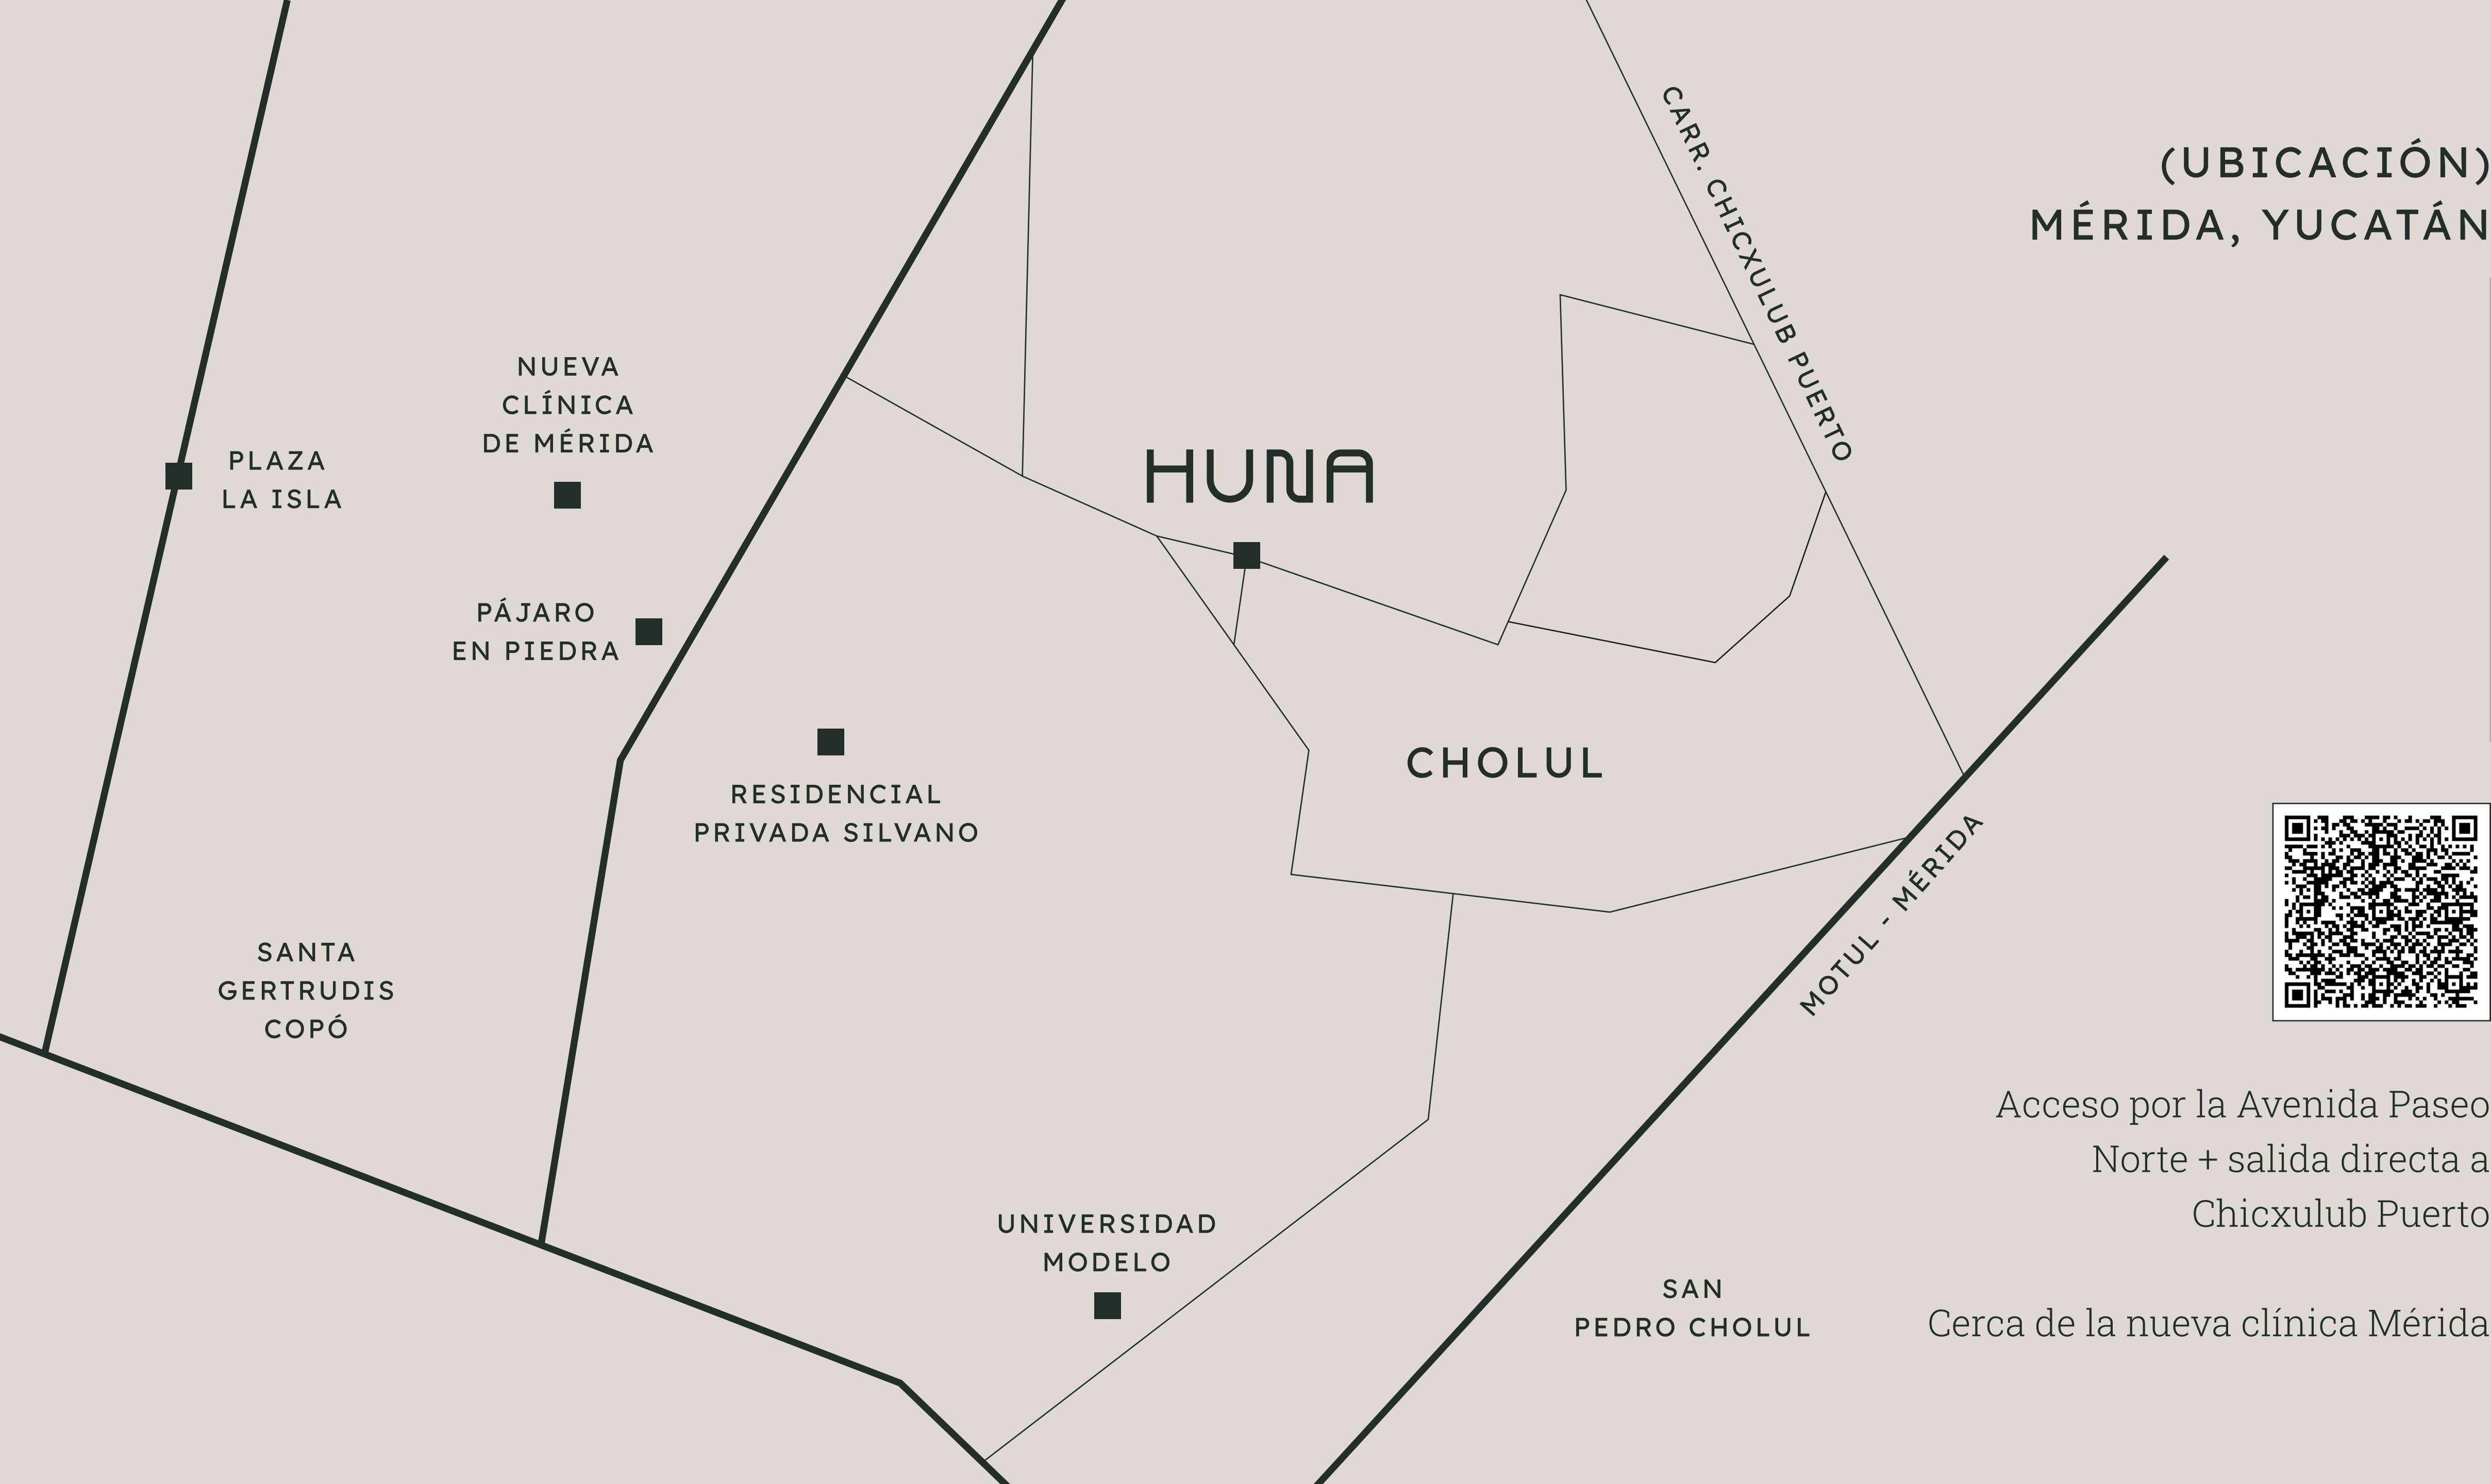 CARR. CHICXULUB PUERTO
(UBICACIÓN)
MÉRIDA, YUCATÁN
NUEVA
CLÍNICA
DE MÉRIDA
PLAZA
LA ISLA
HUNA
PÁJARO
EN PIEDRA
CHOLUL
RESIDENCIAL
PRIVADA SILVANO
MOTUL - MÉRIDA
SANTA
GERTRUDIS
COPÓ
Acceso por la Avenida Paseo
Norte + salida directa a
Chicxulub Puerto
UNIVERSIDAD
MODELO
SAN
PEDRO CHOLUL
Cerca de la nueva clínica Mérida